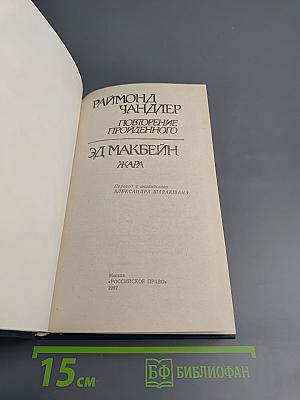 РАЙМОНД
ЧАНДЛЕР
ПОВТОРЕНИЕ
ПРОЙДЕННОГО
ЭД МАКБЕЙН
ЖАРА
Перевод с английского
АЛЕКСАНДРА ШАРАКШАНЭ
Москва
«РОССИЙСКОЕ ПРАВО»
1992
15 см
БФ БИБЛИОФАН